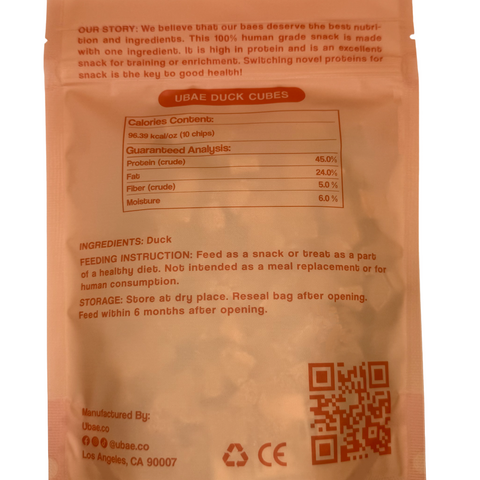 OUR STORY: We believe that our baes deserve the best nutri-
tion and ingredients. This 100% human grade snack is made
with one ingredient. It is high in protein and is an excellent
snack for training or enrichment. Switching novel proteins for
snack is the key to good health!
UBAE DUCK CUBES
Calories Content:
96.39 kcal/oz (10 chips)
Guaranteed Analysis:
Protein (crude) 45.0%
Fat 24.0%
Fiber (crude) 5.0 %
Moisture 6.0 %
INGREDIENTS: Duck
FEEDING INSTRUCTION: Feed as a snack or treat as a part
of a healthy diet. Not intended as a meal replacement or for
human consumption.
STORAGE: Store at dry place. Reseal bag after opening.
Feed within 6 months after opening.
Manufactured By:
Ubae.co
@ubae.co
Los Angeles, CA 90007
CE